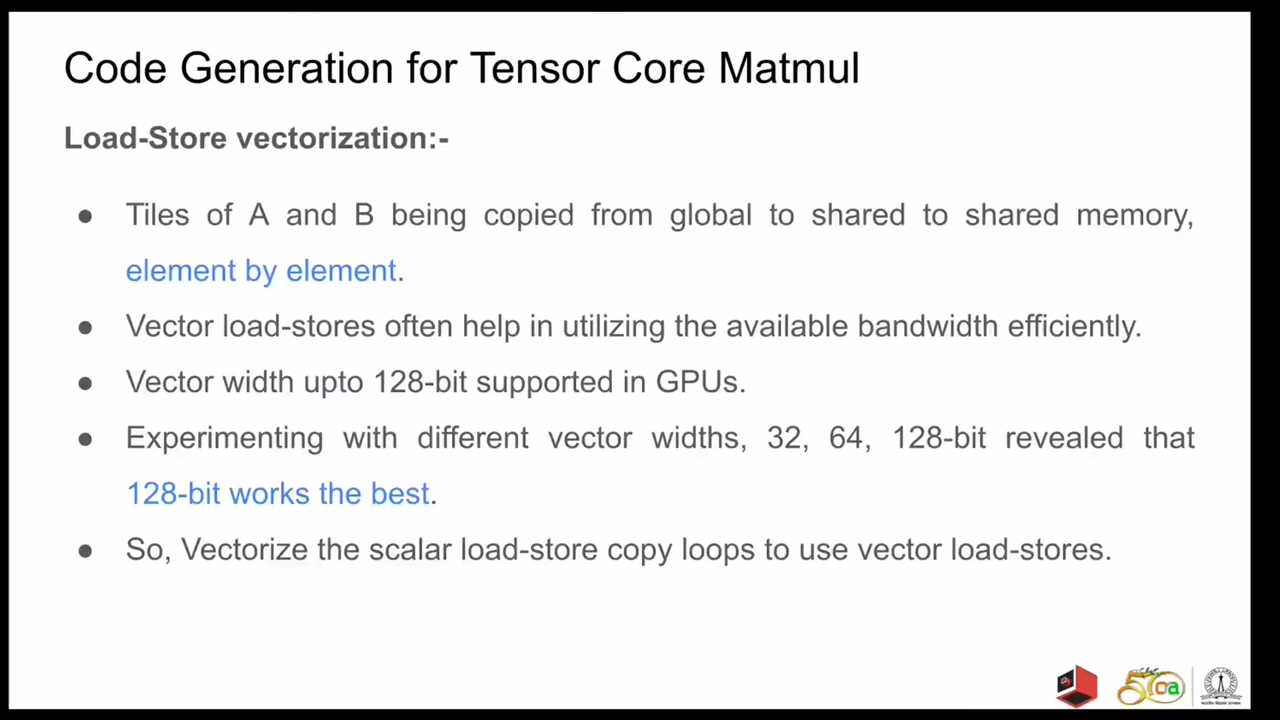 Code Generation for Tensor Core Matmul
Load-Store vectorization:-
● Tiles of A and B being copied from global to shared to shared memory,
element by element.
● Vector load-stores often help in utilizing the available bandwidth efficiently.
● Vector width upto 128-bit supported in GPUs.
● Experimenting with different vector widths, 32, 64, 128-bit revealed that
128-bit works the best.
● So, Vectorize the scalar load-store copy loops to use vector load-stores.